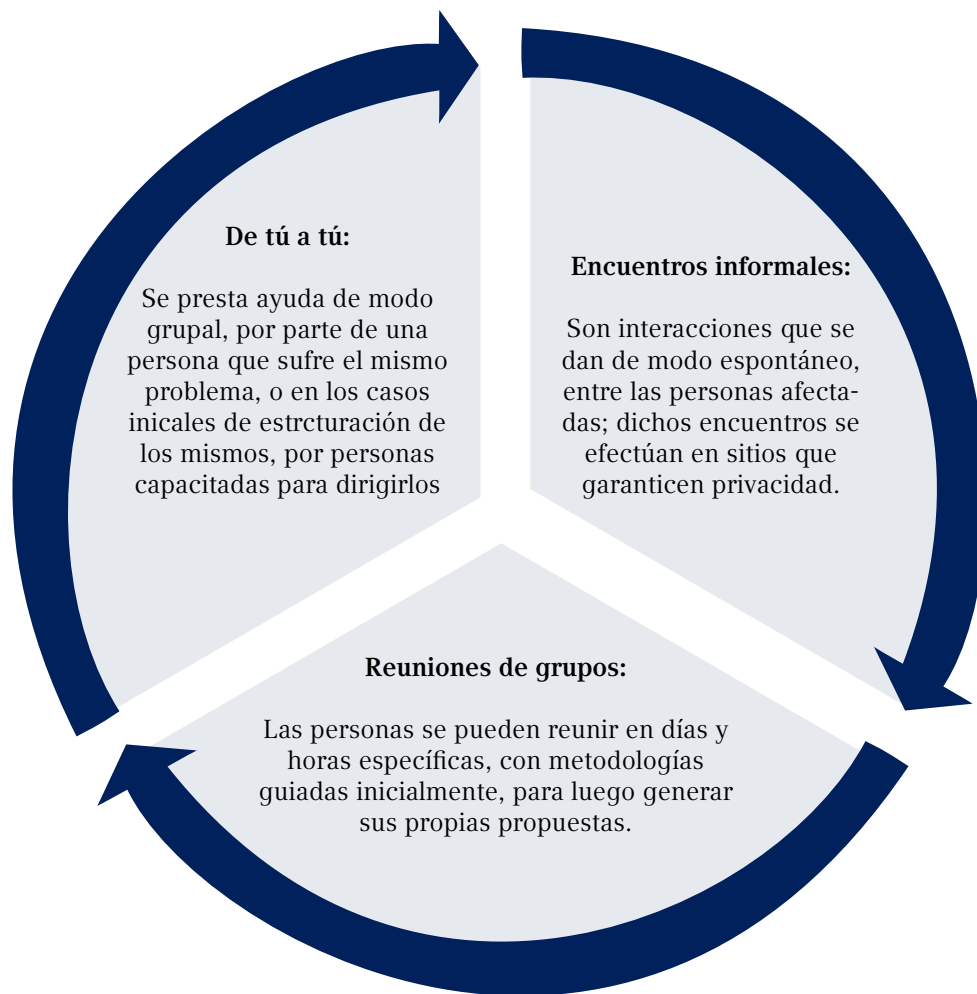 De tú a tú:
Se presta ayuda de modo
grupal, por parte de una
persona que sufre el mismo
problema, o en los casos
inicales de estrcturación de
los mismos, por personas
capacitadas para dirigirlos
Encuentros informales:
Son interacciones que se
dan de modo espontáneo,
entre las personas afecta-
das; dichos encuentros se
efectúan en sitios que
garanticen privacidad.
Reuniones de grupos:
Las personas se pueden reunir en días y
horas específicas, con metodologías
guiadas inicialmente, para luego generar
sus propias propuestas.